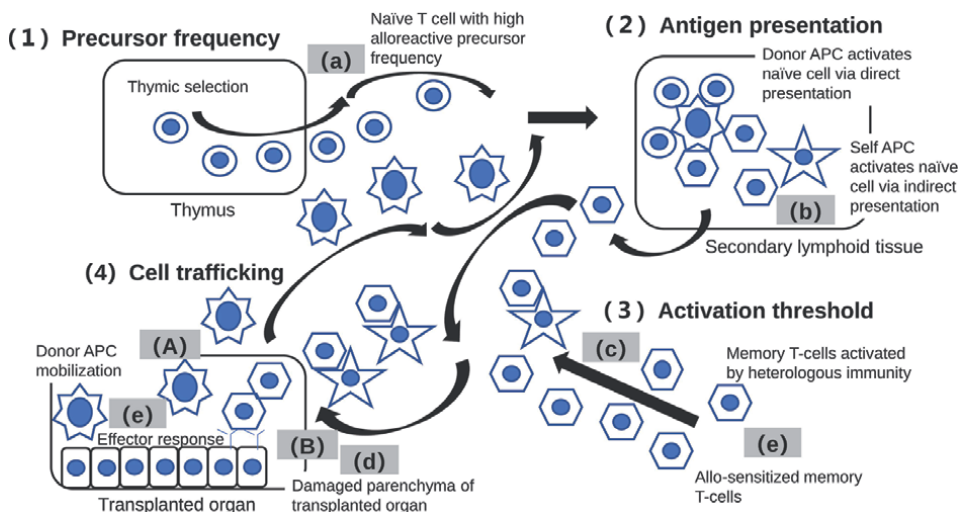 (1) Precursor frequency
(a)
Naïve T cell with high
alloreactive precursor
frequency
Thymic selection
Thymus
(2) Antigen presentation
Donor APC activates
naïve cell via direct
presentation
Self APC
activates naïve
cell via indirect
presentation
(b)
Secondary lymphoid tissue
(4) Cell trafficking
(A)
Donor APC
mobilization
(e)
Effector response
(B)
(d)
Damaged parenchyma of
transplanted organ
Transplanted organ
(3) Activation threshold
(c)
Memory T-cells activated
by heterologous immunity
(e)
Allo-sensitized memory
T-cells